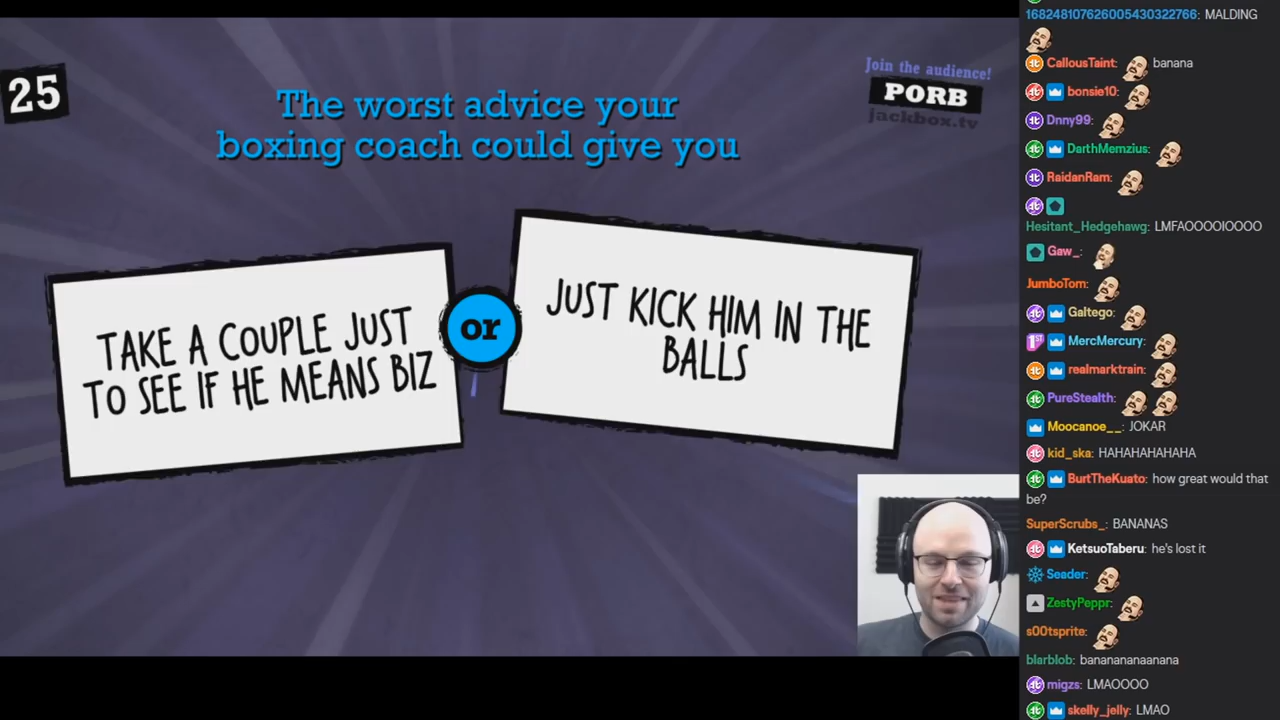 25
The worst advice your
boxing coach could give you
Join the audience!
PORB
jackbox.tv
TAKE A COUPLE JUST
TO SEE IF HE MEANS BIZ
or
JUST KICK HIM IN THE
BALLS
168248107626005430322766: MALDING
CallousTaint: banana
bonsie10:
Dnny99:
DarthMemzius:
RaidanRam:
Hesitant_Hedgehawg: LMFAOOOOIOOOO
Gaw_:
JumboTom:
Galtego:
1ST MercMercury:
realmarktrain:
PureStealth:
Moocanoe__: JOKAR
kid_ska: HAHAHAHAHAHA
BurtTheKuato: how great would that
be?
SuperScrubs_: BANANAS
KetsuoTaberu: he's lost it
Seader:
ZestyPeppr:
s00tsprite:
blarblob: banananananaana
migzs: LMAOOOO
skelly_jelly: LMAO